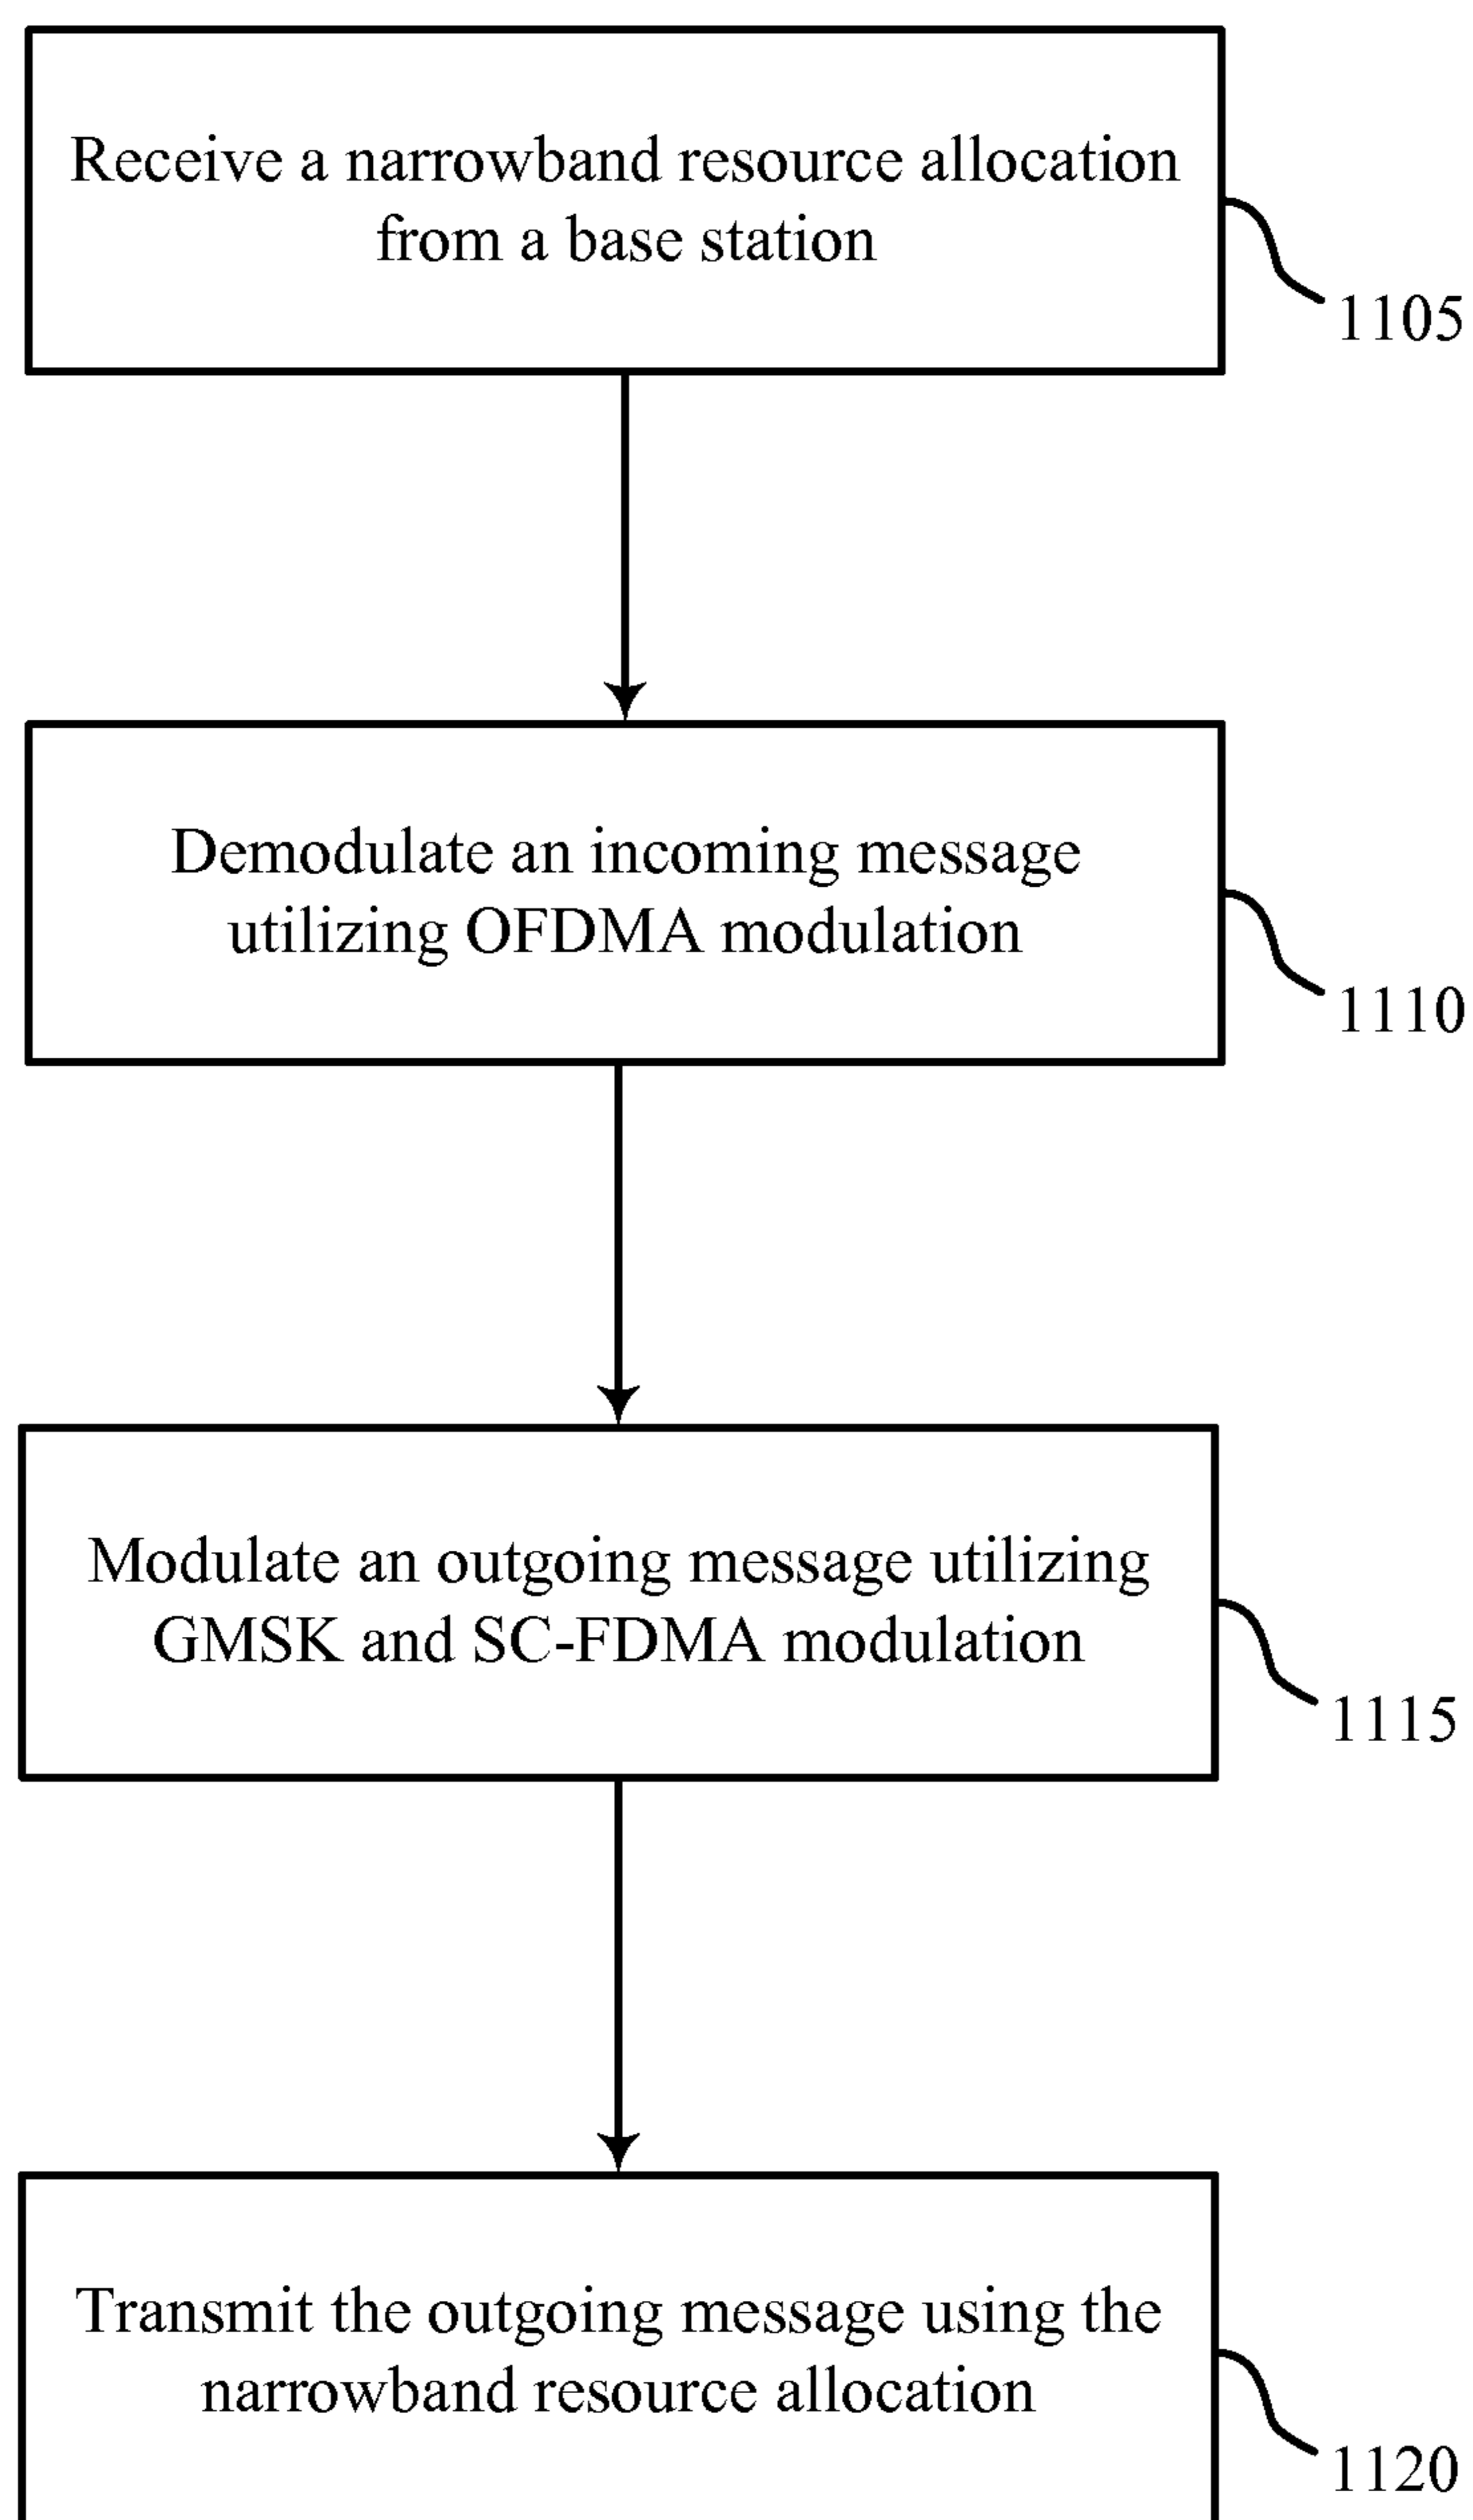 Receive a narrowband resource allocation
from a base station
1105
Demodulate an incoming message
utilizing OFDMA modulation
1110
Modulate an outgoing message utilizing
GMSK and SC-FDMA modulation
1115
Transmit the outgoing message using the
narrowband resource allocation
1120